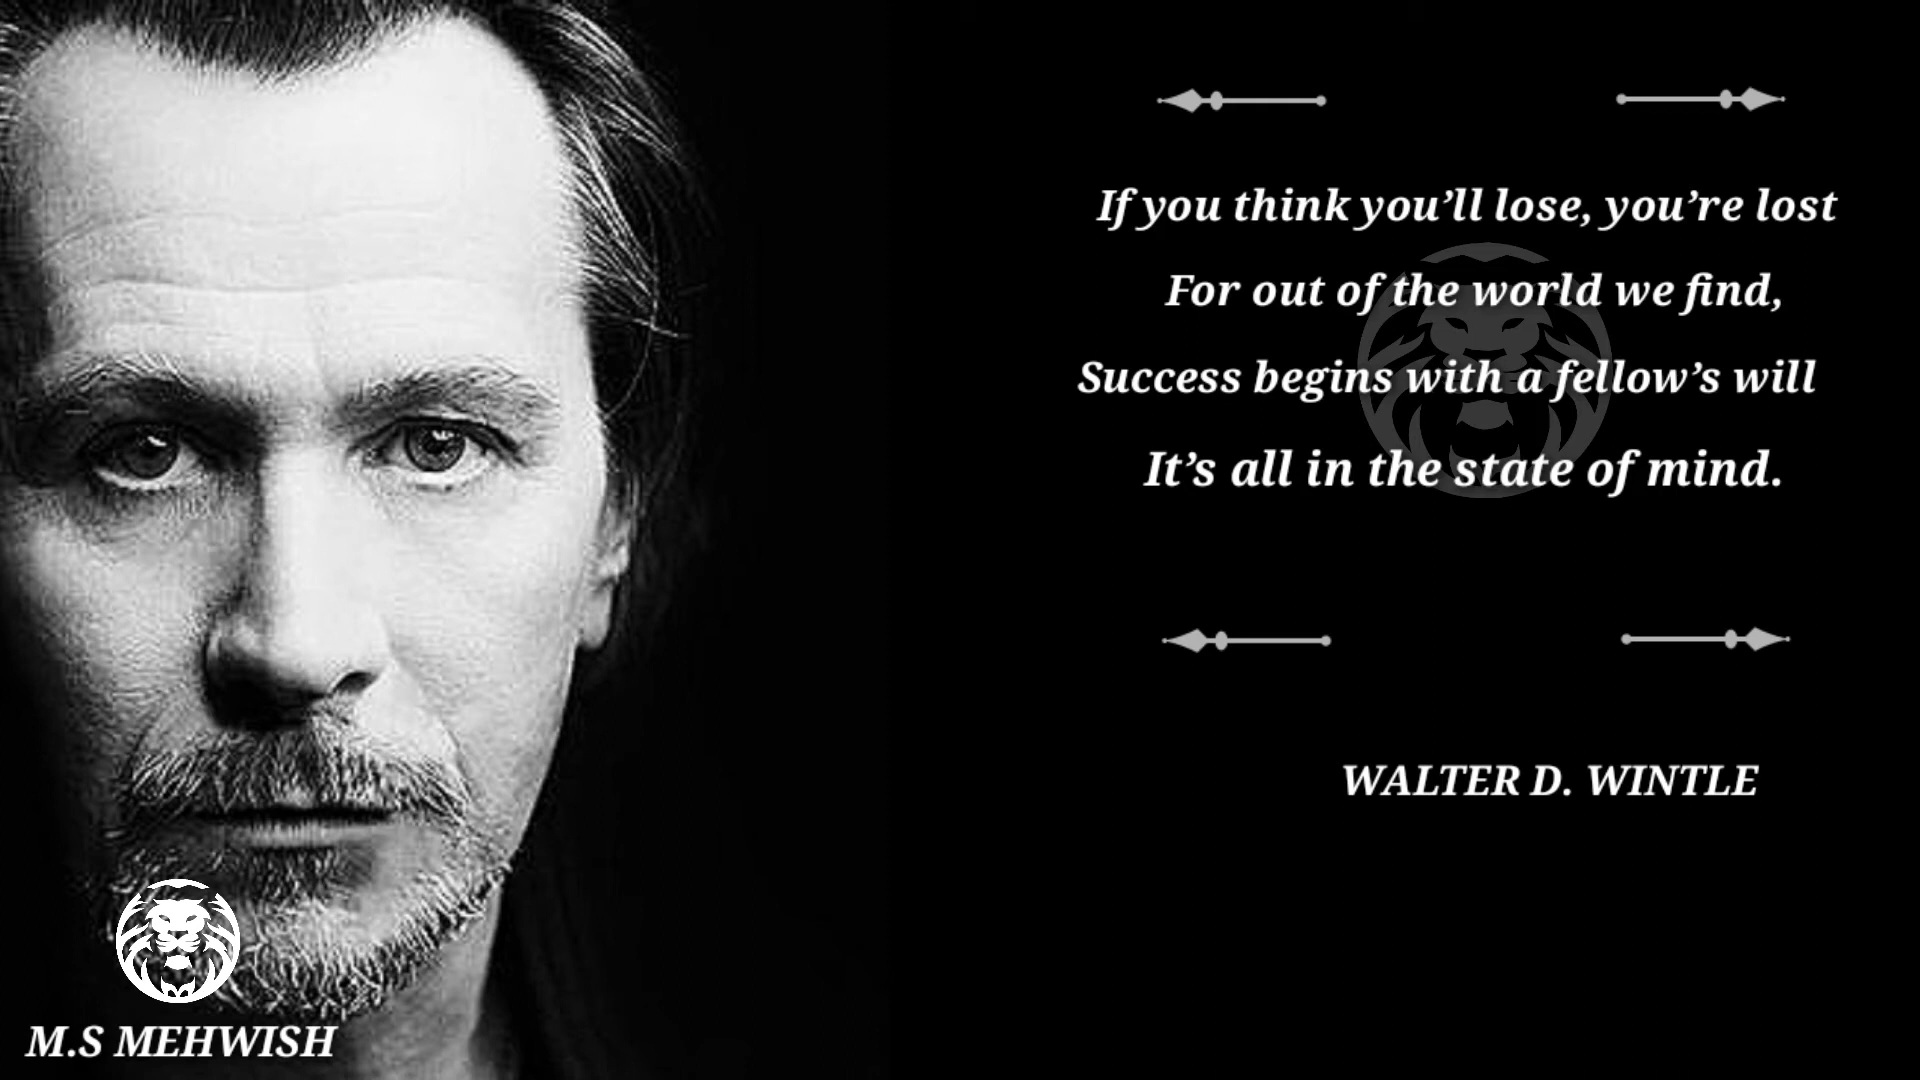 If you think you’ll lose, you’re lost
For out of the world we find,
Success begins with a fellow’s will
It’s all in the state of mind.
WALTER D. WINTLE
M.S MEHWISH